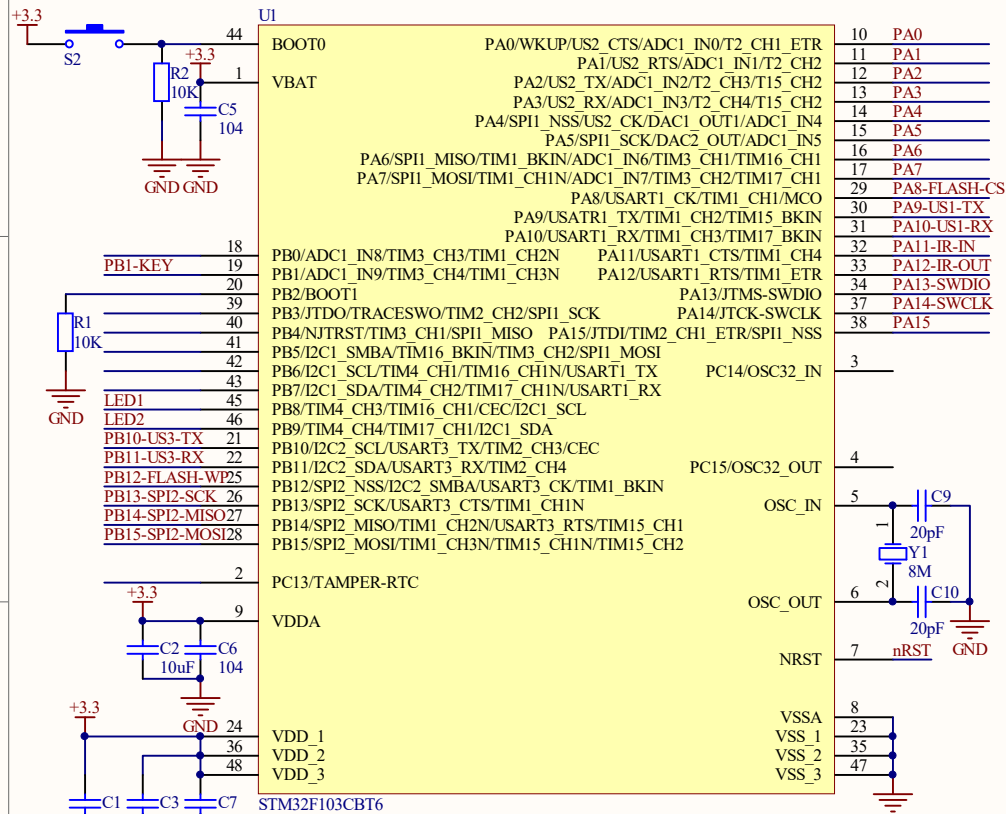 U1
+3.3
S2
44 BOOT0
+3.3
R2
10K
1 VBAT
C5
104
GND GND
PA0/WKUP/US2_CTS/ADC1_IN0/T2_CH1_ETR 10 PA0
PA1/US2_RTS/ADC1_IN1/T2_CH2 11 PA1
PA2/US2_TX/ADC1_IN2/T2_CH3/T15_CH2 12 PA2
PA3/US2_RX/ADC1_IN3/T2_CH4/T15_CH2 13 PA3
PA4/SPI1_NSS/US2_CK/DAC1_OUT1/ADC1_IN4 14 PA4
PA5/SPI1_SCK/DAC2_OUT/ADC1_IN5 15 PA5
PA6/SPI1_MISO/TIM1_BKIN/ADC1_IN6/TIM3_CH1/TIM16_CH1 16 PA6
PA7/SPI1_MOSI/TIM1_CH1N/ADC1_IN7/TIM3_CH2/TIM17_CH1 17 PA7
PA8/USART1_CK/TIM1_CH1/MCO 29 PA8-FLASH-CS
PA9/USATR1_TX/TIM1_CH2/TIM15_BKIN 30 PA9-US1-TX
PA10/USART1_RX/TIM1_CH3/TIM17_BKIN 31 PA10-US1-RX
18 PB0/ADC1_IN8/TIM3_CH3/TIM1_CH2N PA11/USART1_CTS/TIM1_CH4 32 PA11-IR-IN
PB1-KEY 19 PB1/ADC1_IN9/TIM3_CH4/TIM1_CH3N PA12/USART1_RTS/TIM1_ETR 33 PA12-IR-OUT
20 PB2/BOOT1 PA13/JTMS-SWDIO 34 PA13-SWDIO
39 PB3/JTDO/TRACESWO/TIM2_CH2/SPI1_SCK PA14/JTCK-SWCLK 37 PA14-SWCLK
R1
10K
GND
40 PB4/NJTRST/TIM3_CH1/SPI1_MISO PA15/JTDI/TIM2_CH1_ETR/SPI1_NSS 38 PA15
41 PB5/I2C1_SMBA/TIM16_BKIN/TIM3_CH2/SPI1_MOSI
42 PB6/I2C1_SCL/TIM4_CH1/TIM16_CH1N/USART1_TX PC14/OSC32_IN 3
43 PB7/I2C1_SDA/TIM4_CH2/TIM17_CH1N/USART1_RX
LED1 45 PB8/TIM4_CH3/TIM16_CH1/CEC/I2C1_SCL
LED2 46 PB9/TIM4_CH4/TIM17_CH1/I2C1_SDA
PB10-US3-TX 21 PB10/I2C2_SCL/USART3_TX/TIM2_CH3/CEC
PB11-US3-RX 22 PB11/I2C2_SDA/USART3_RX/TIM2_CH4 PC15/OSC32_OUT 4
PB12-FLASH-WP 25 PB12/SPI2_NSS/I2C2_SMBA/USART3_CK/TIM1_BKIN
PB13-SPI2-SCK 26 PB13/SPI2_SCK/USART3_CTS/TIM1_CH1N OSC_IN 5
PB14-SPI2-MISO 27 PB14/SPI2_MISO/TIM1_CH2N/USART3_RTS/TIM15_CH1
PB15-SPI2-MOSI 28 PB15/SPI2_MOSI/TIM1_CH3N/TIM15_CH1N/TIM15_CH2
C9
20pF
1
Y1
8M
2
2 PC13/TAMPER-RTC
OSC_OUT 6
C10
20pF
GND
+3.3
9 VDDA
C2
10uF
C6
104
GND
NRST 7 nRST
+3.3
24 VDD_1
36 VDD_2
48 VDD_3
VSSA 8
VSS_1 23
VSS_2 35
VSS_3 47
C1
C3
C7
STM32F103CBT6